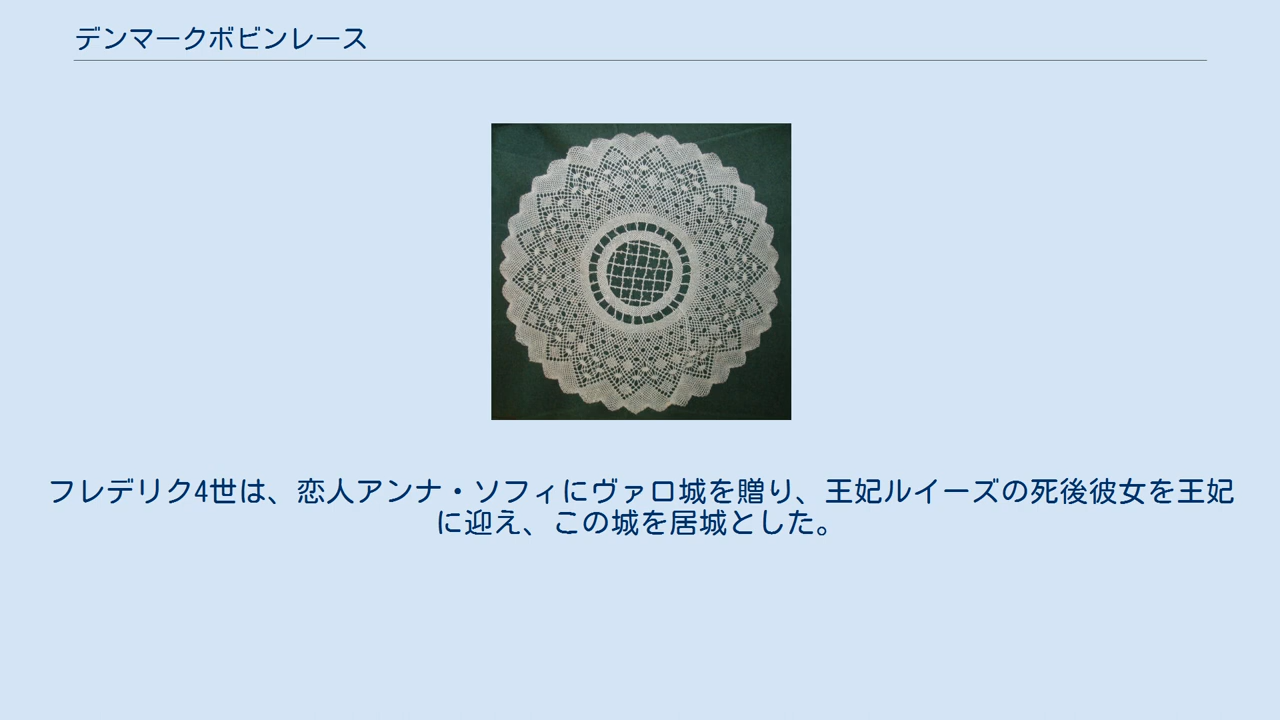 デンマークボビンレース
フレデリク4世は、恋人アンナ・ソフィにヴァロ城を贈り、王妃ルイーズの死後彼女を王妃
に迎え、この城を居城とした。